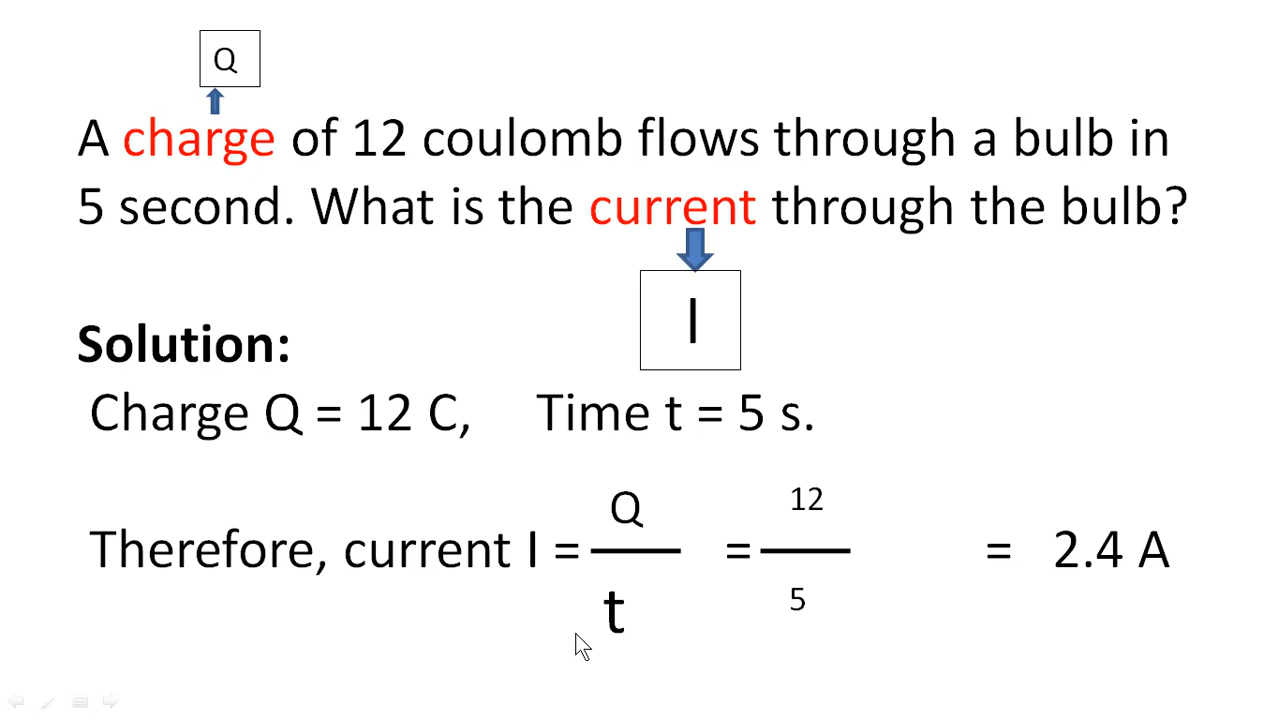 Q
A charge of 12 coulomb flows through a bulb in
5 second. What is the current through the bulb?
I
Solution:
Charge Q = 12 C, Time t = 5 s.
Q 12
Therefore, current I = = = 2.4 A
t 5